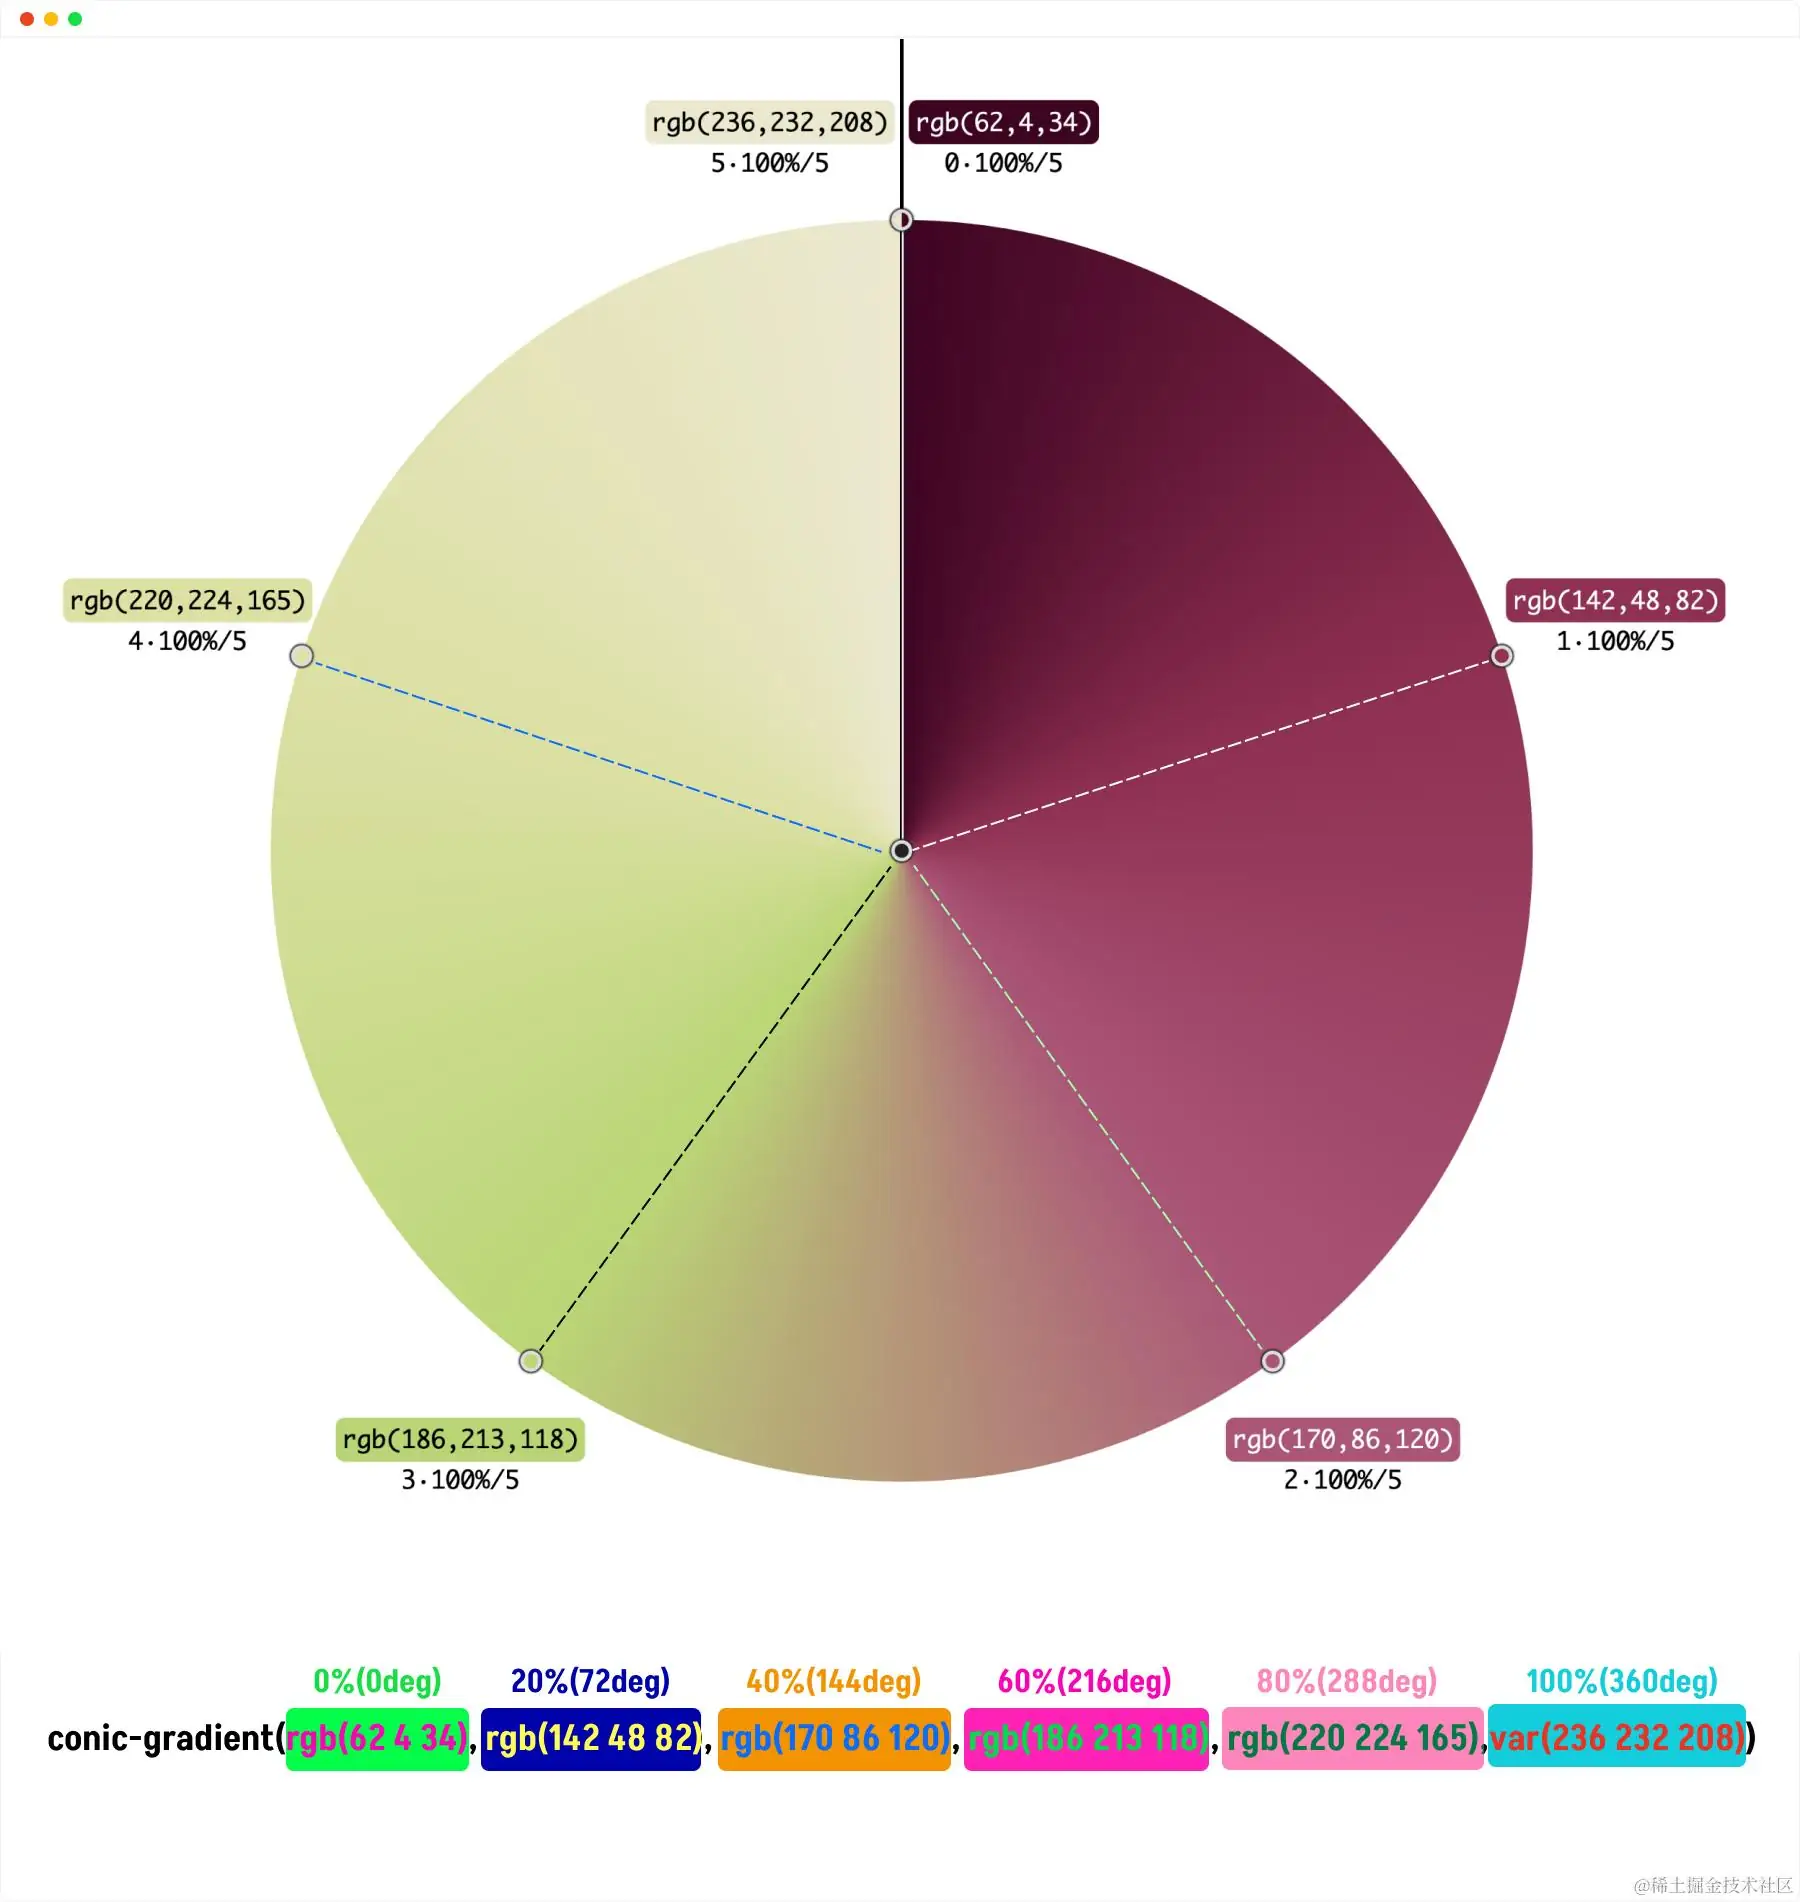 rgb(236,232,208) rgb(62,4,34)
5·100%/5 0·100%/5
rgb(220,224,165) rgb(142,48,82)
4·100%/5 1·100%/5
rgb(186,213,118) rgb(170,86,120)
3·100%/5 2·100%/5
0%(0deg) 20%(72deg) 40%(144deg) 60%(216deg) 80%(288deg) 100%(360deg)
conic-gradient(rgb(62 4 34), rgb(142 48 82), rgb(170 86 120), rgb(186 213 118), rgb(220 224 165),var(236 232 208))
@稀土掘金技术社区